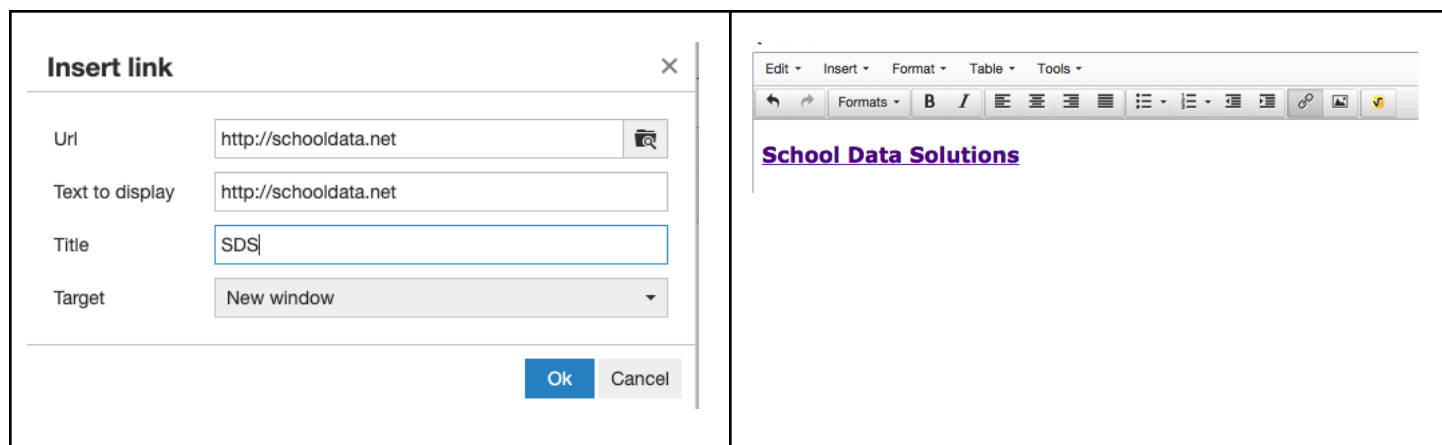 Insert link
Url http://schooldata.net
Text to display http://schooldata.net
Title SDS
Target New window
Ok Cancel
Edit Insert Format Table Tools
Formats B I
School Data Solutions